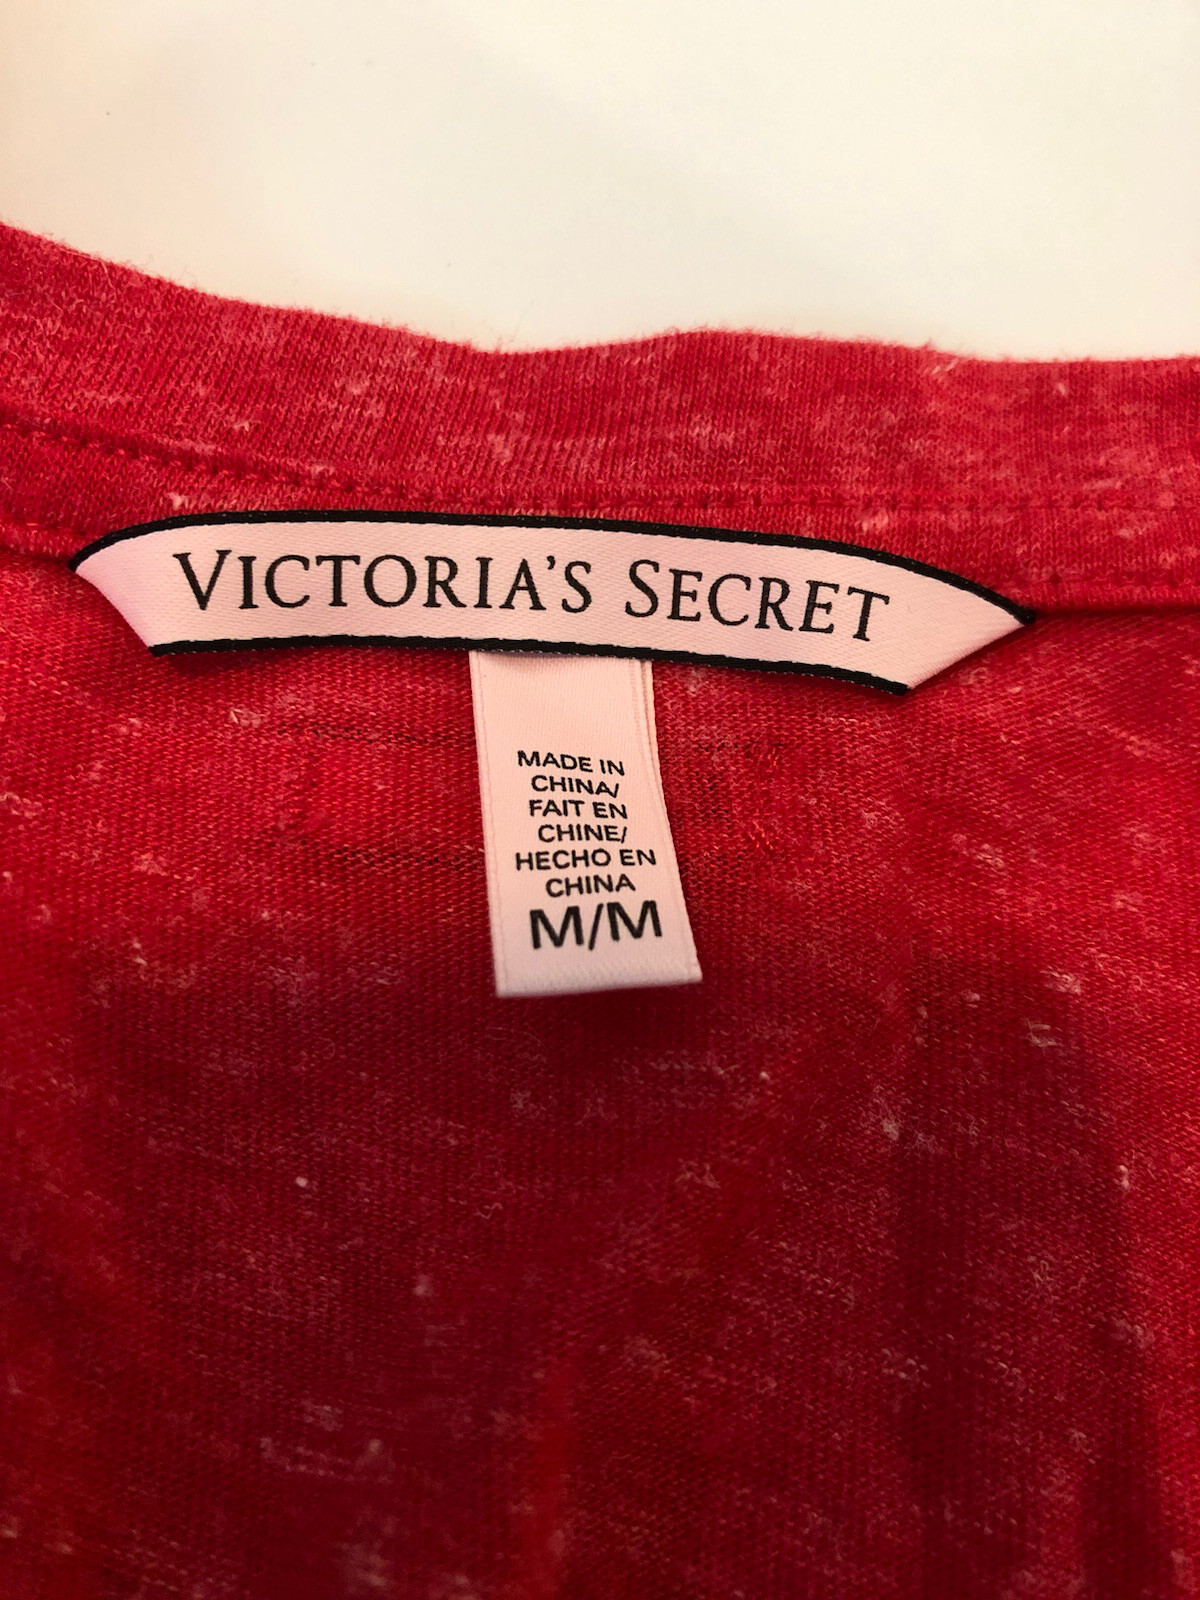 VICTORIA'S SECRET
MADE IN
CHINA/
FAIT EN
CHINE/
HECHO EN
CHINA
M/M